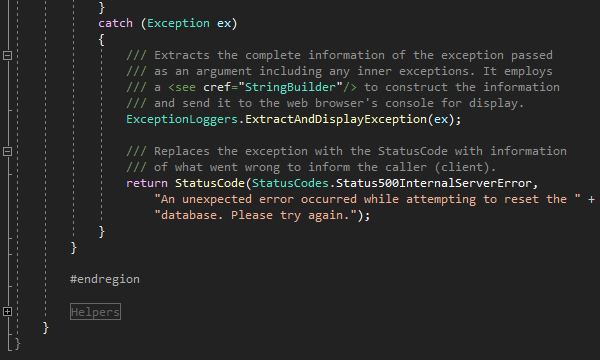 }
catch (Exception ex)
{
/// Extracts the complete information of the exception passed
/// as an argument including any inner exceptions. It employs
/// a <see cref="StringBuilder"/> to construct the information
/// and send it to the web browser's console for display.
ExceptionLoggers.ExtractAndDisplayException(ex);
/// Replaces the exception with the StatusCode with information
/// of what went wrong to inform the caller (client).
return StatusCode(StatusCodes.Status500InternalServerError,
"An unexpected error occurred while attempting to reset the " +
"database. Please try again.");
}
}
#endregion
Helpers
}
}